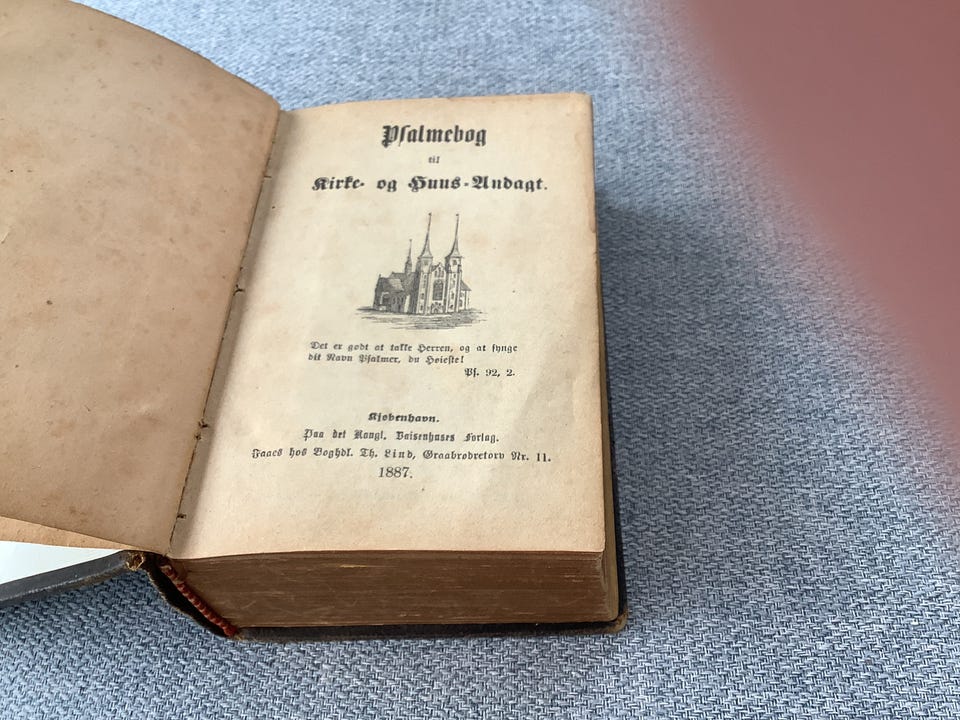 Psalmebog
til
Kirke- og Huus-Andagt.
Det er godt at takke Herren, og at synge
dit Navn Psalmer, du Høieste!
Ps. 92, 2.
Kjøbenhavn.
Paa det Kongl. Vaisenhuses Forlag.
Faaes hos Boghdl. Th. Lind, Graabrødretorv Nr. 11.
1887.